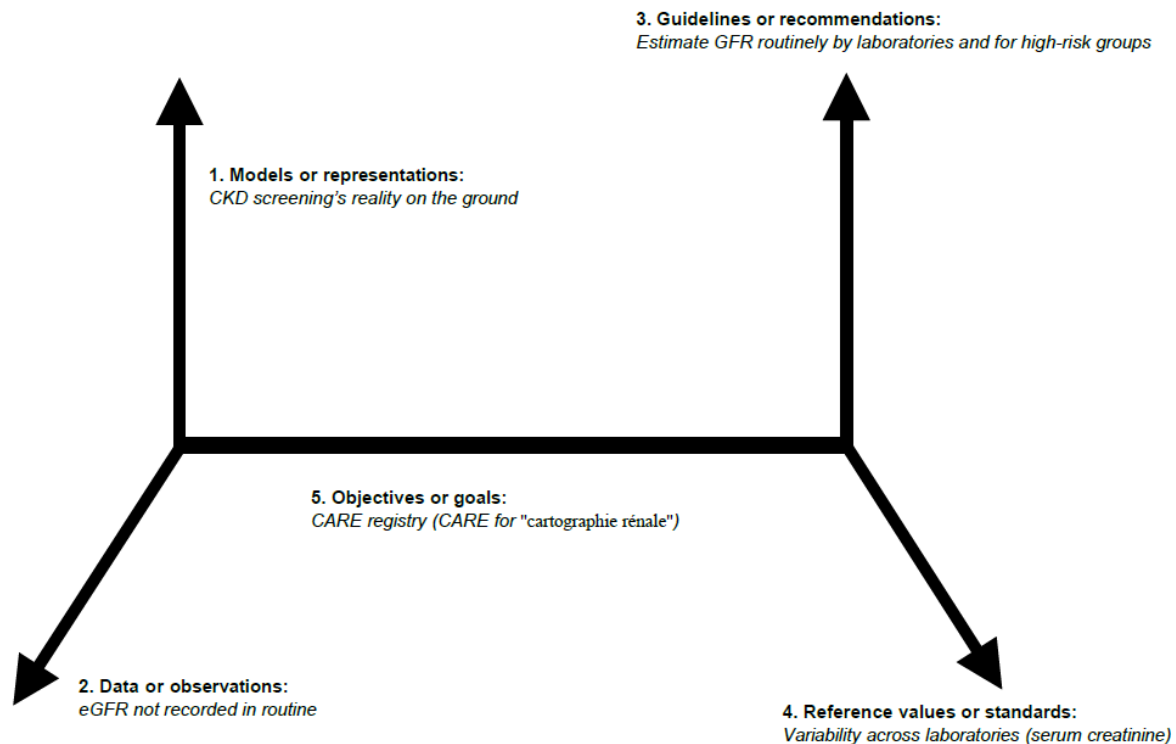 3. Guidelines or recommendations:
Estimate GFR routinely by laboratories and for high-risk groups
1. Models or representations:
CKD screening's reality on the ground
5. Objectives or goals:
CARE registry (CARE for "cartographie rénale")
2. Data or observations:
eGFR not recorded in routine
4. Reference values or standards:
Variability across laboratories (serum creatinine)